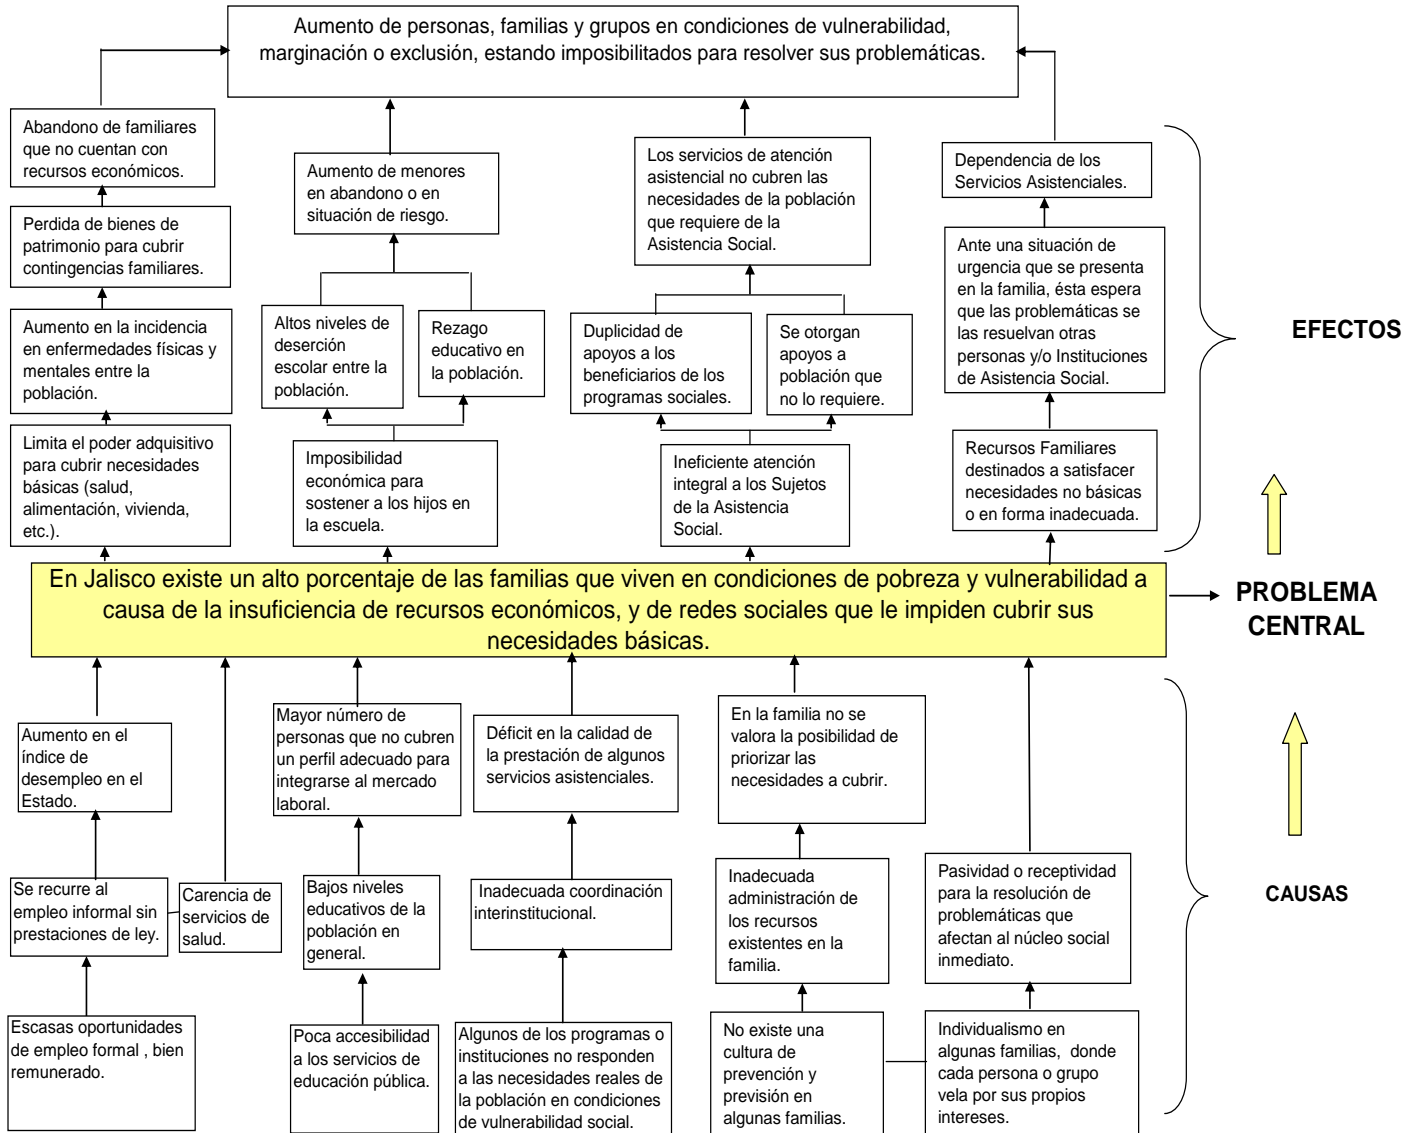 Aumento de personas, familias y grupos en condiciones de vulnerabilidad,
marginación o exclusión, estando imposibilitados para resolver sus problemáticas.
Abandono de familiares
que no cuentan con
recursos económicos.
Aumento de menores
en abandono o en
situación de riesgo.
Los servicios de atención
asistencial no cubren las
necesidades de la población
que requiere de la
Asistencia Social.
Dependencia de los
Servicios Asistenciales.
Perdida de bienes de
patrimonio para cubrir
contingencias familiares.
Ante una situación de
urgencia que se presenta
en la familia, ésta espera
que las problemáticas se
las resuelvan otras
personas y/o Instituciones
de Asistencia Social.
Aumento en la incidencia
en enfermedades físicas y
mentales entre la
población.
Altos niveles de
deserción
escolar entre la
población.
Rezago
educativo en
la población.
Duplicidad de
apoyos a los
beneficiarios de los
programas sociales.
Se otorgan
apoyos a
población que
no lo requiere.
EFECTOS
Limita el poder adquisitivo
para cubrir necesidades
básicas (salud,
alimentación, vivienda,
etc.).
Imposibilidad
económica para
sostener a los hijos en
la escuela.
Ineficiente atención
integral a los Sujetos
de la Asistencia
Social.
Recursos Familiares
destinados a satisfacer
necesidades no básicas
o en forma inadecuada.
En Jalisco existe un alto porcentaje de las familias que viven en condiciones de pobreza y vulnerabilidad a
causa de la insuficiencia de recursos económicos, y de redes sociales que le impiden cubrir sus
necesidades básicas.
PROBLEMA
CENTRAL
Aumento en el
índice de
desempleo en el
Estado.
Mayor número de
personas que no cubren
un perfil adecuado para
integrarse al mercado
laboral.
Déficit en la calidad de
la prestación de algunos
servicios asistenciales.
En la familia no se
valora la posibilidad de
priorizar las
necesidades a cubrir.
Se recurre al
empleo informal sin
prestaciones de ley.
Carencia de
servicios de
salud.
Bajos niveles
educativos de la
población en
general.
Inadecuada coordinación
interinstitucional.
Inadecuada
administración de
los recursos
existentes en la
familia.
Pasividad o receptividad
para la resolución de
problemáticas que
afectan al núcleo social
inmediato.
CAUSAS
Escasas oportunidades
de empleo formal , bien
remunerado.
Poca accesibilidad
a los servicios de
educación pública.
Algunos de los programas o
instituciones no responden
a las necesidades reales de
la población en condiciones
de vulnerabilidad social.
No existe una
cultura de
prevención y
previsión en
algunas familias.
Individualismo en
algunas familias, donde
cada persona o grupo
vela por sus propios
intereses.